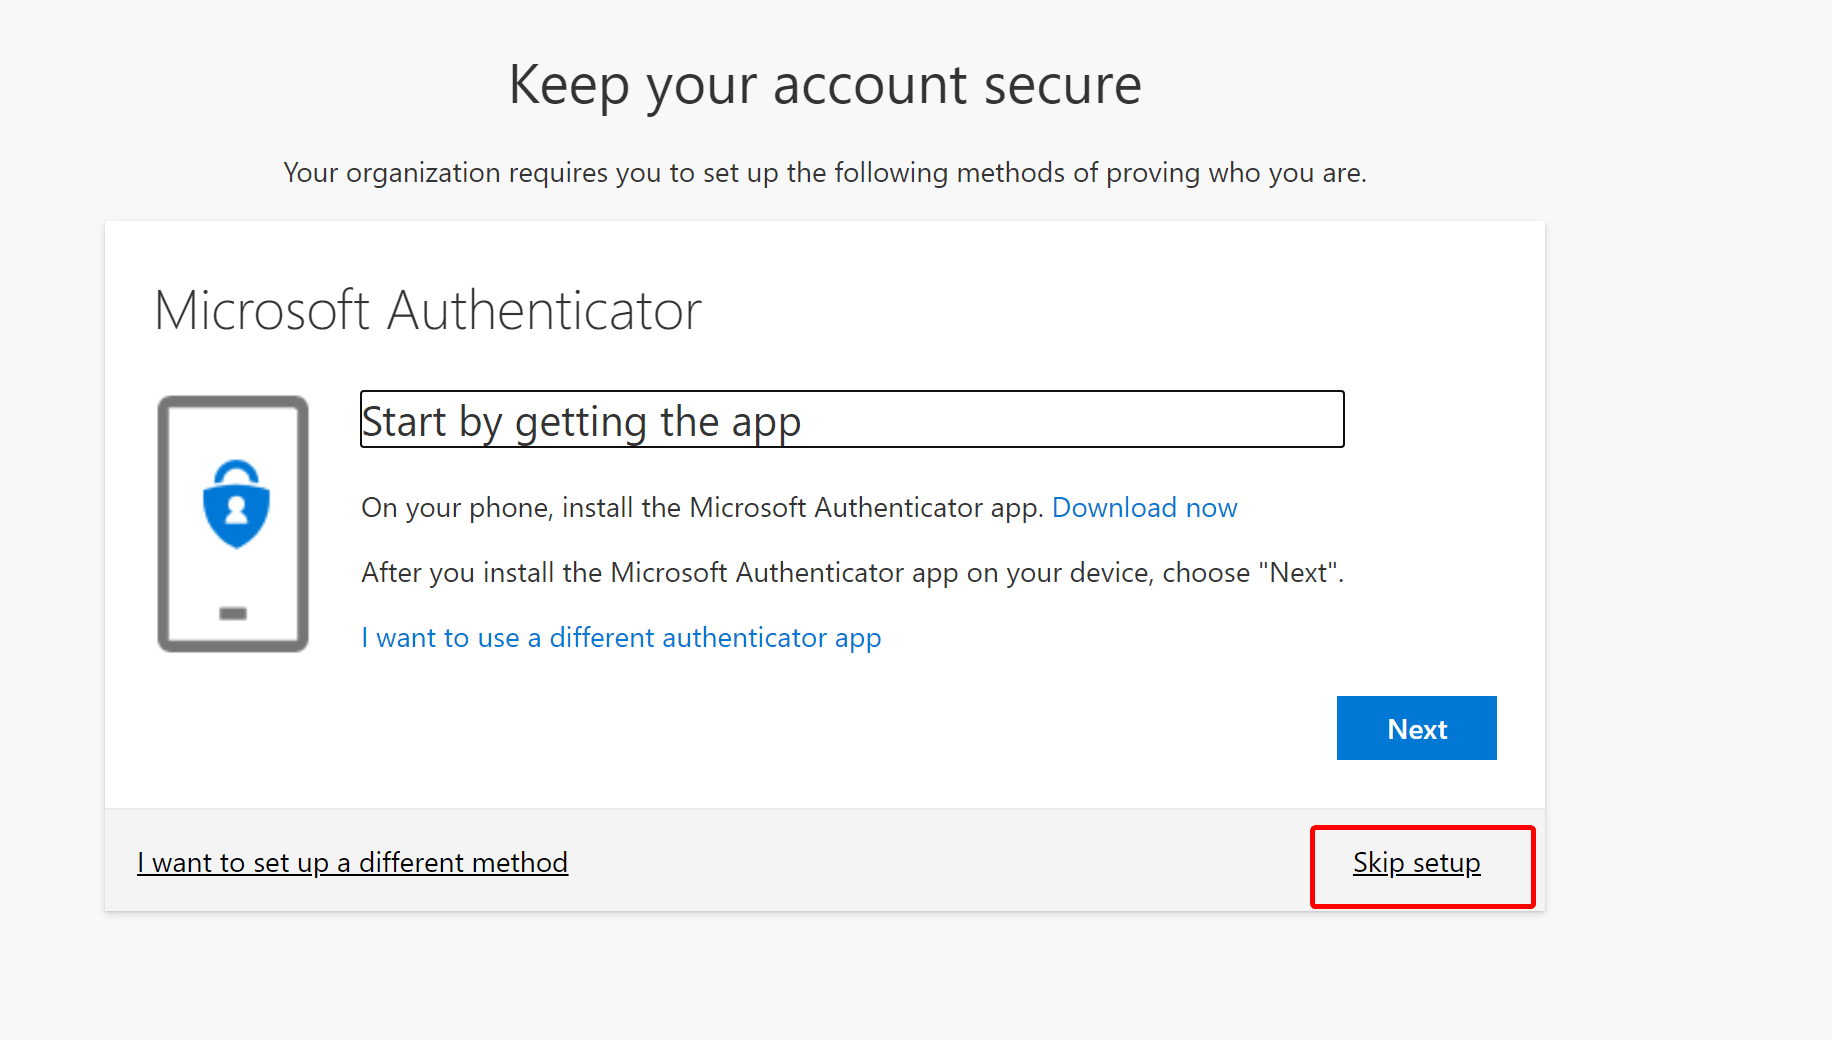 Keep your account secure
Your organization requires you to set up the following methods of proving who you are.
Microsoft Authenticator
Start by getting the app
On your phone, install the Microsoft Authenticator app. Download now
After you install the Microsoft Authenticator app on your device, choose "Next".
I want to use a different authenticator app
Next
I want to set up a different method
Skip setup